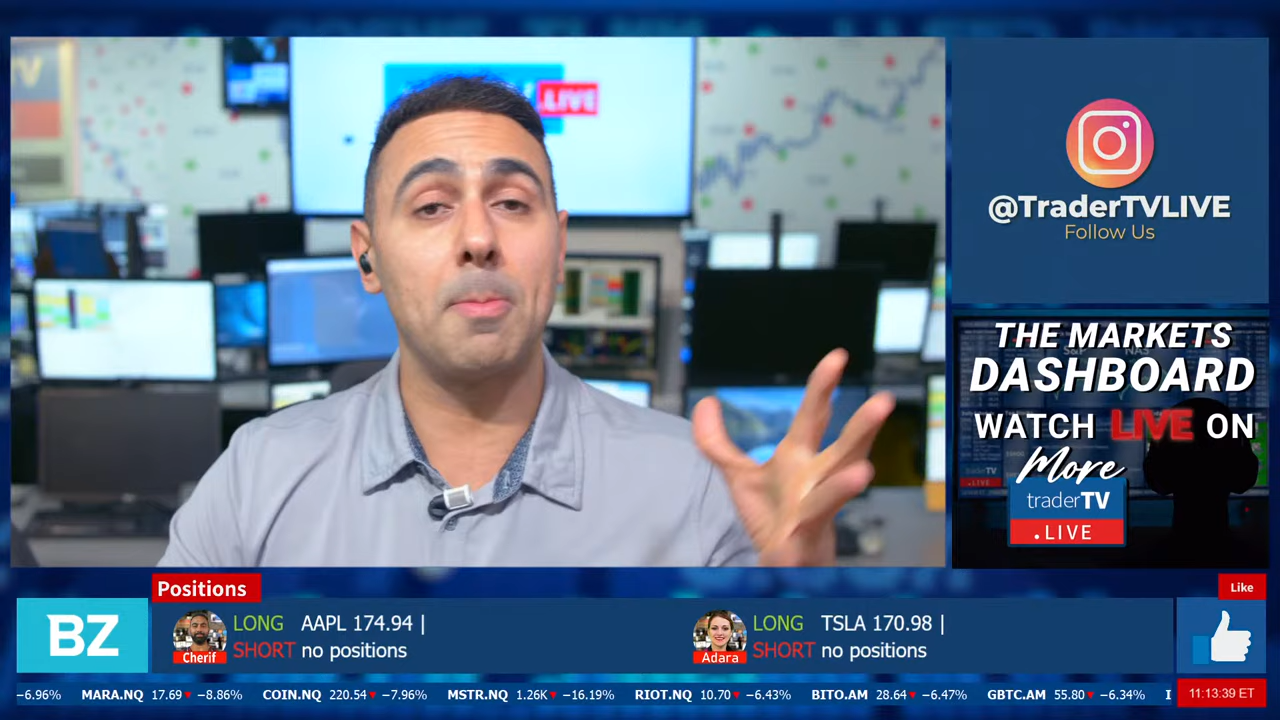 TV
.LIVE
@TraderTVLIVE
Follow Us
THE MARKETS
DASHBOARD
WATCH LIVE ON
More
traderTV
.LIVE
Positions
Like
BZ
Cherif
LONG AAPL 174.94 |
SHORT no positions
Adara
LONG TSLA 170.98 |
SHORT no positions
−6.96% MARA.NQ 17.69▼ −8.86% COIN.NQ 220.54▼ −7.96% MSTR.NQ 1.26K▼ −16.19% RIOT.NQ 10.70▼ −6.43% BITO.AM 28.64▼ −6.47% GBTC.AM 55.80▼ −6.34%
11:13:39 ET